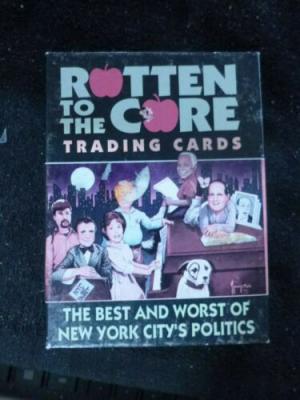 ROTTEN
TO
THE CORE
TRADING CARDS
THE BEST AND WORST OF
NEW YORK CITY'S POLITICS